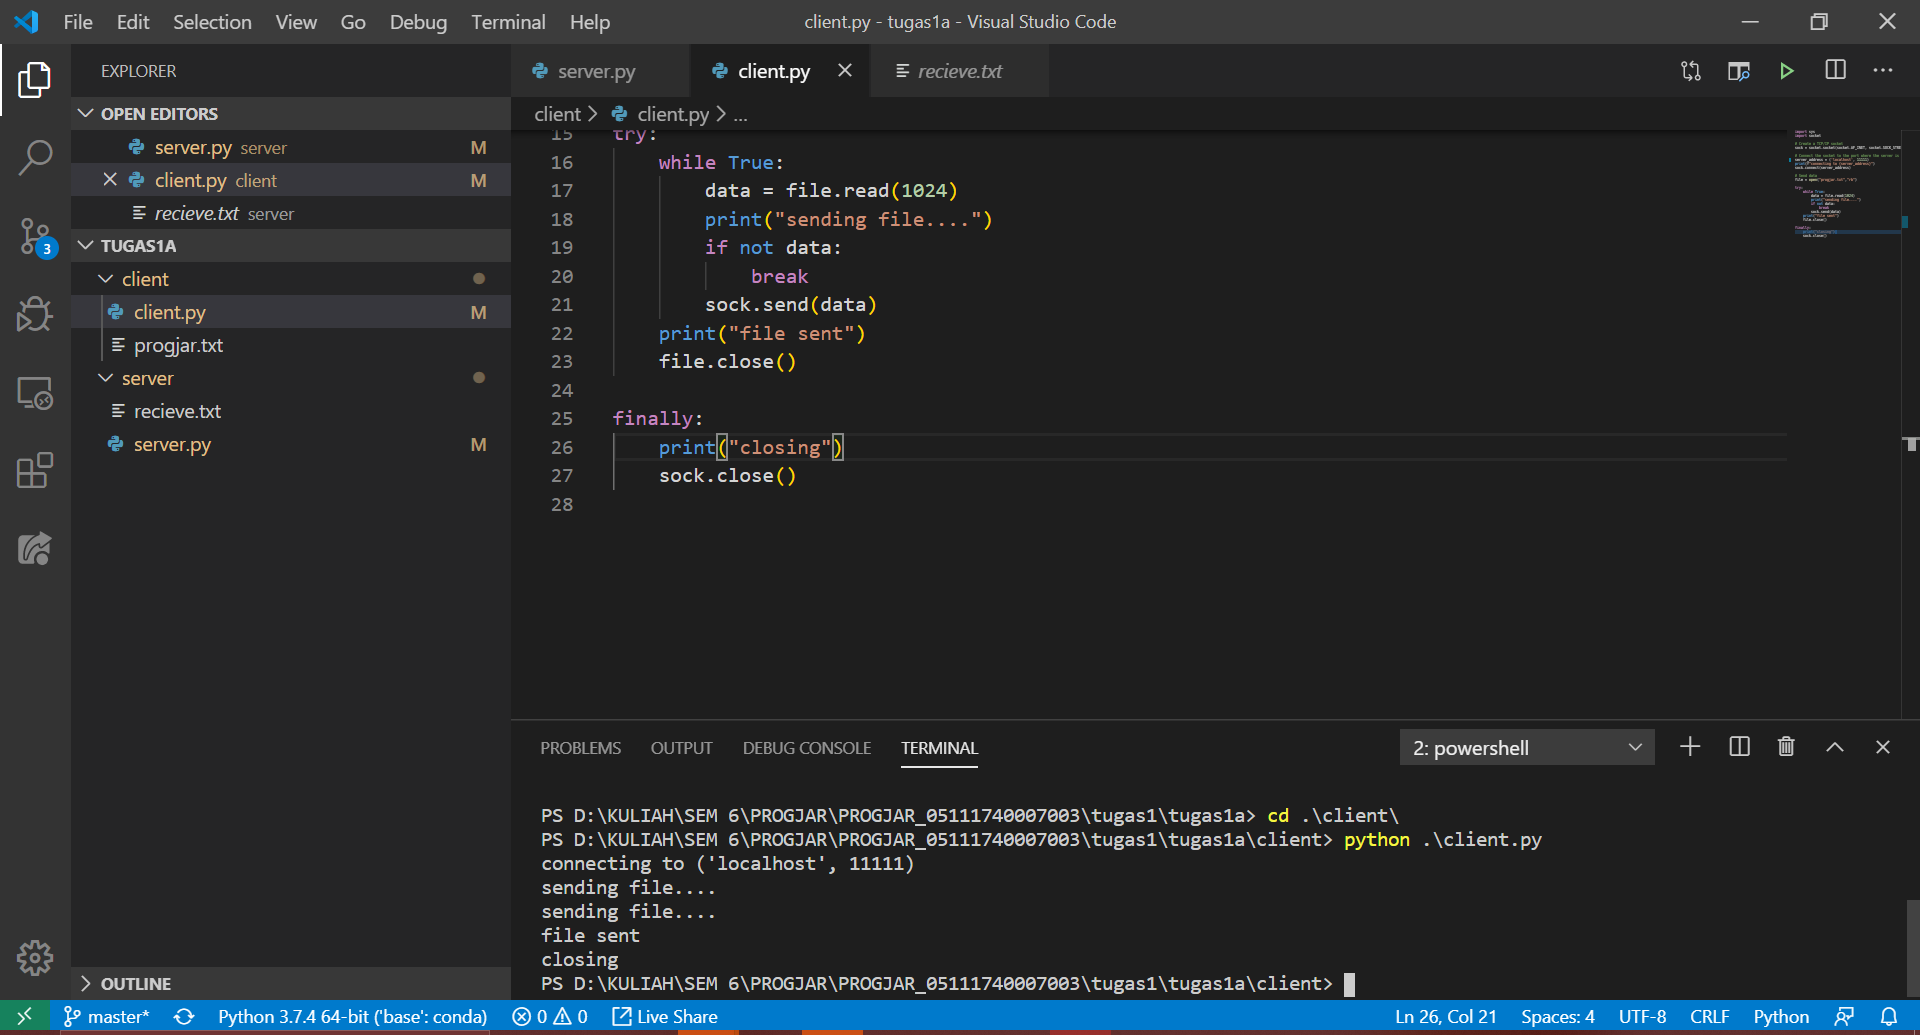 File Edit Selection View Go Debug Terminal Help
client.py - tugas1a - Visual Studio Code
EXPLORER
OPEN EDITORS
server.py server M
client.py client M
recieve.txt server
TUGAS1A
client
client.py M
progjar.txt
server
recieve.txt
server.py M
OUTLINE
3
server.py client.py recieve.txt
client > client.py > ...
15 try:
16 while True:
17 data = file.read(1024)
18 print("sending file....")
19 if not data:
20 break
21 sock.send(data)
22 print("file sent")
23 file.close()
24
25 finally:
26 print("closing")
27 sock.close()
28
PROBLEMS OUTPUT DEBUG CONSOLE TERMINAL 2: powershell
PS D:\KULIAH\SEM 6\PROGJAR\PROGJAR_05111740007003\tugas1\tugas1a> cd .\client\
PS D:\KULIAH\SEM 6\PROGJAR\PROGJAR_05111740007003\tugas1\tugas1a\client> python .\client.py
connecting to ('localhost', 11111)
sending file....
sending file....
file sent
closing
PS D:\KULIAH\SEM 6\PROGJAR\PROGJAR_05111740007003\tugas1\tugas1a\client>
master* Python 3.7.4 64-bit ('base': conda) 0 0 Live Share Ln 26, Col 21 Spaces: 4 UTF-8 CRLF Python